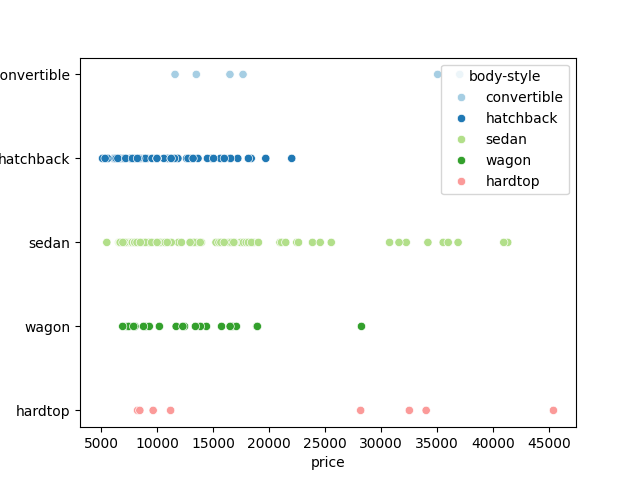 onvertible
hatchback
sedan
wagon
hardtop
body-style
convertible
hatchback
sedan
wagon
hardtop
5000 10000 15000 20000 25000 30000 35000 40000 45000
price